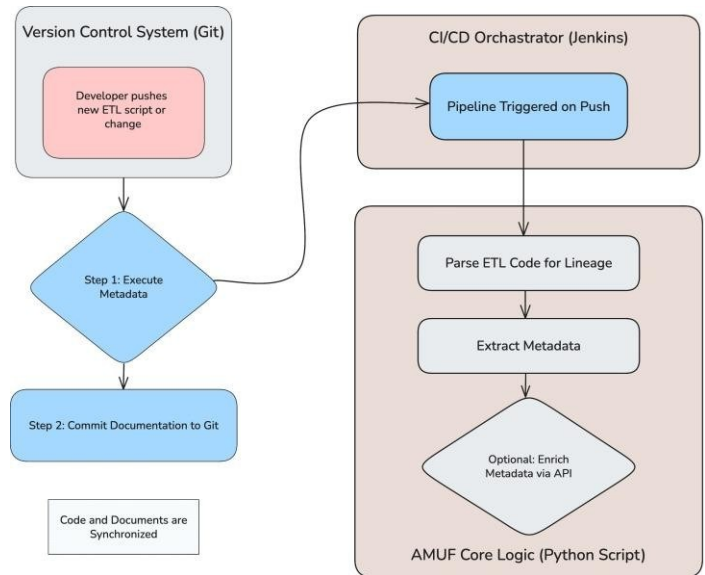 Version Control System (Git)
Developer pushes
new ETL script or
change
Step 1: Execute
Metadata
Step 2: Commit Documentation to Git
Code and Documents are
Synchronized
CI/CD Orchastrator (Jenkins)
Pipeline Triggered on Push
Parse ETL Code for Lineage
Extract Metadata
Optional: Enrich
Metadata via API
AMUF Core Logic (Python Script)